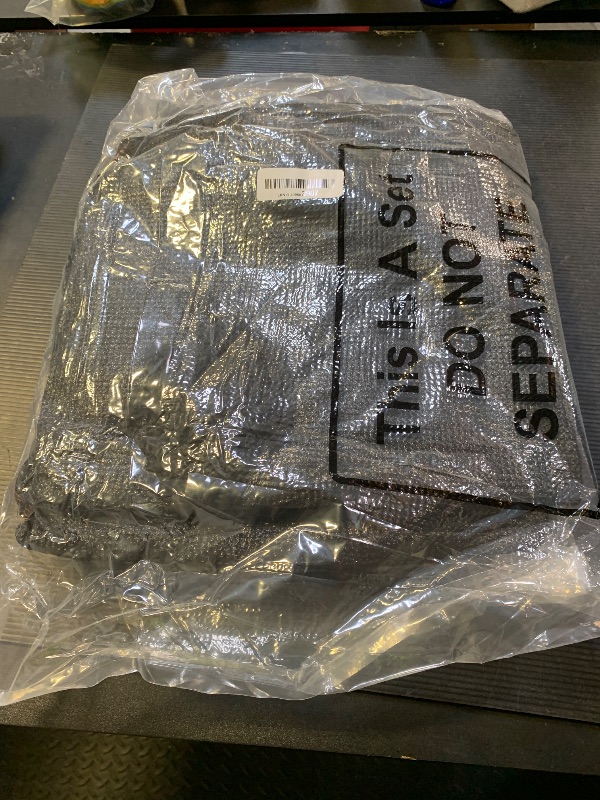 This Is A Set
DO NOT
SEPARATE